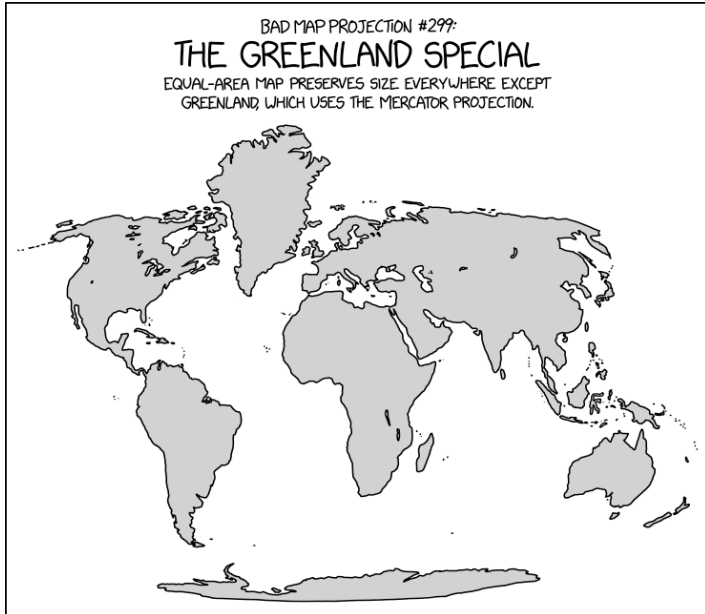 BAD MAP PROJECTION #299:
THE GREENLAND SPECIAL
EQUAL-AREA MAP PRESERVES SIZE EVERYWHERE EXCEPT
GREENLAND, WHICH USES THE MERCATOR PROJECTION.